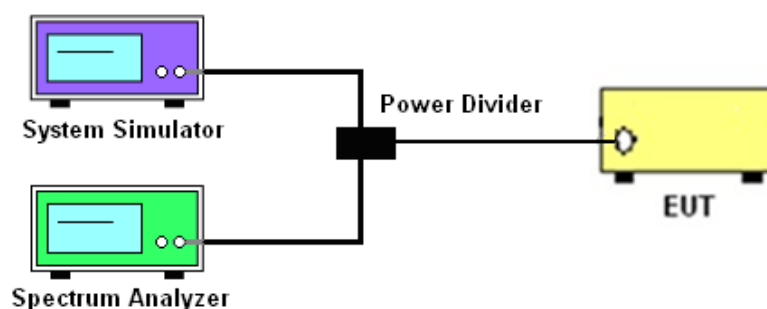 System Simulator
Power Divider
EUT
Spectrum Analyzer